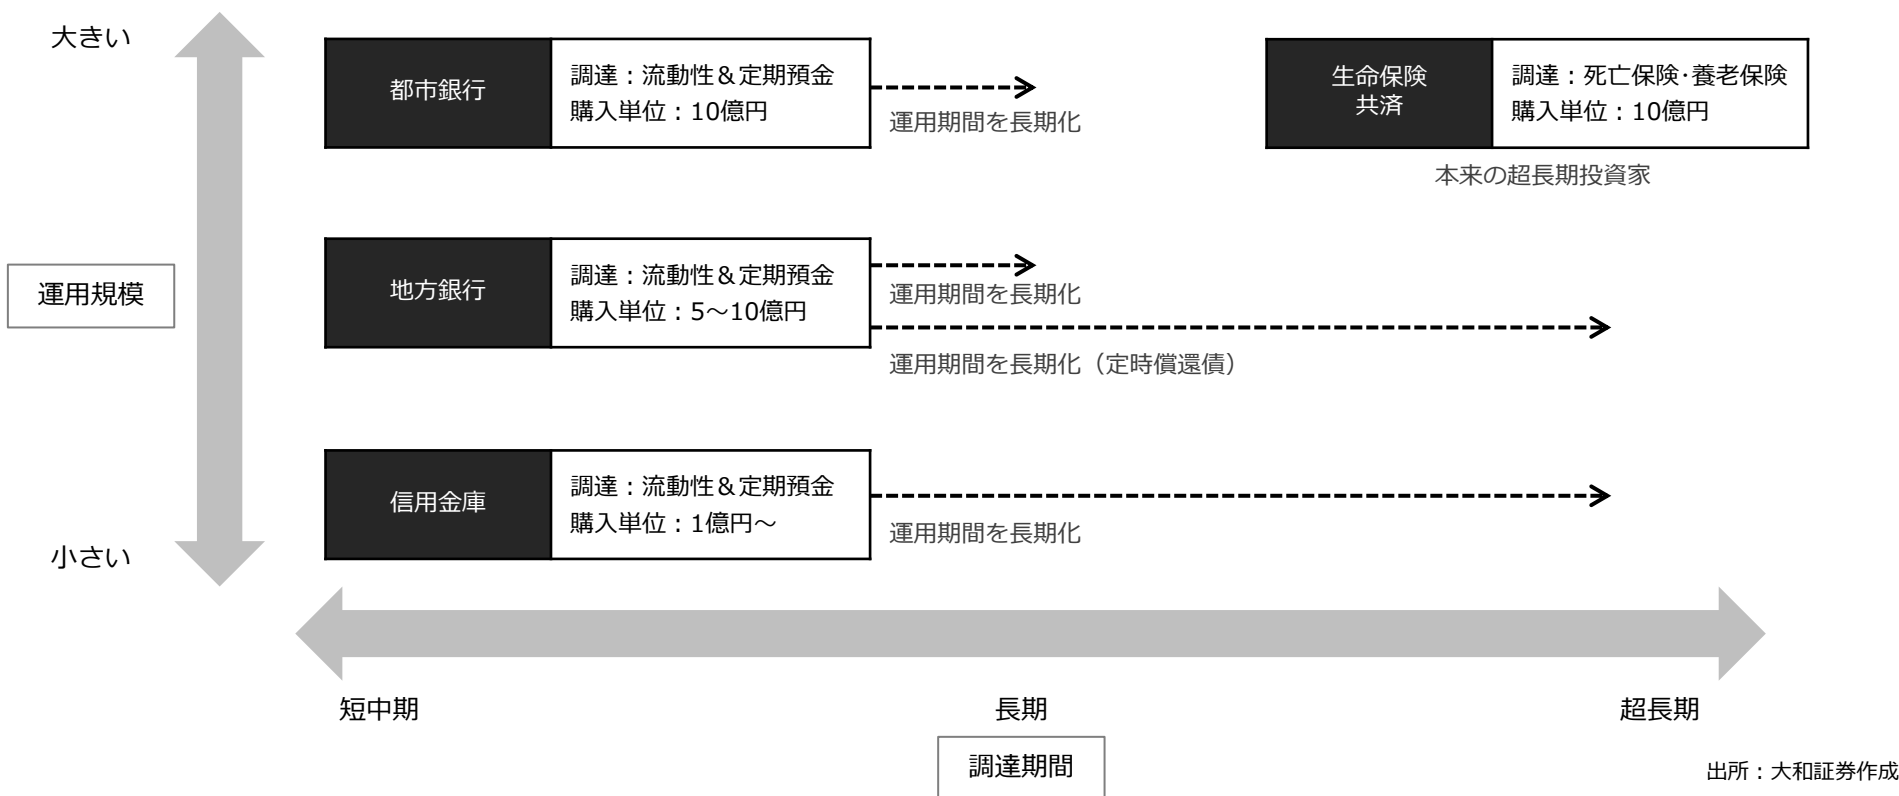 大きい
都市銀行
調達：流動性＆定期預金
購入単位：10億円
運用期間を長期化
生命保険
共済
調達：死亡保険･養老保険
購入単位：10億円
本来の超長期投資家
運用規模
地方銀行
調達：流動性＆定期預金
購入単位：5～10億円
運用期間を長期化
運用期間を長期化（定時償還債）
信用金庫
調達：流動性＆定期預金
購入単位：1億円～
運用期間を長期化
小さい
短中期
長期
超長期
調達期間
出所：大和証券作成